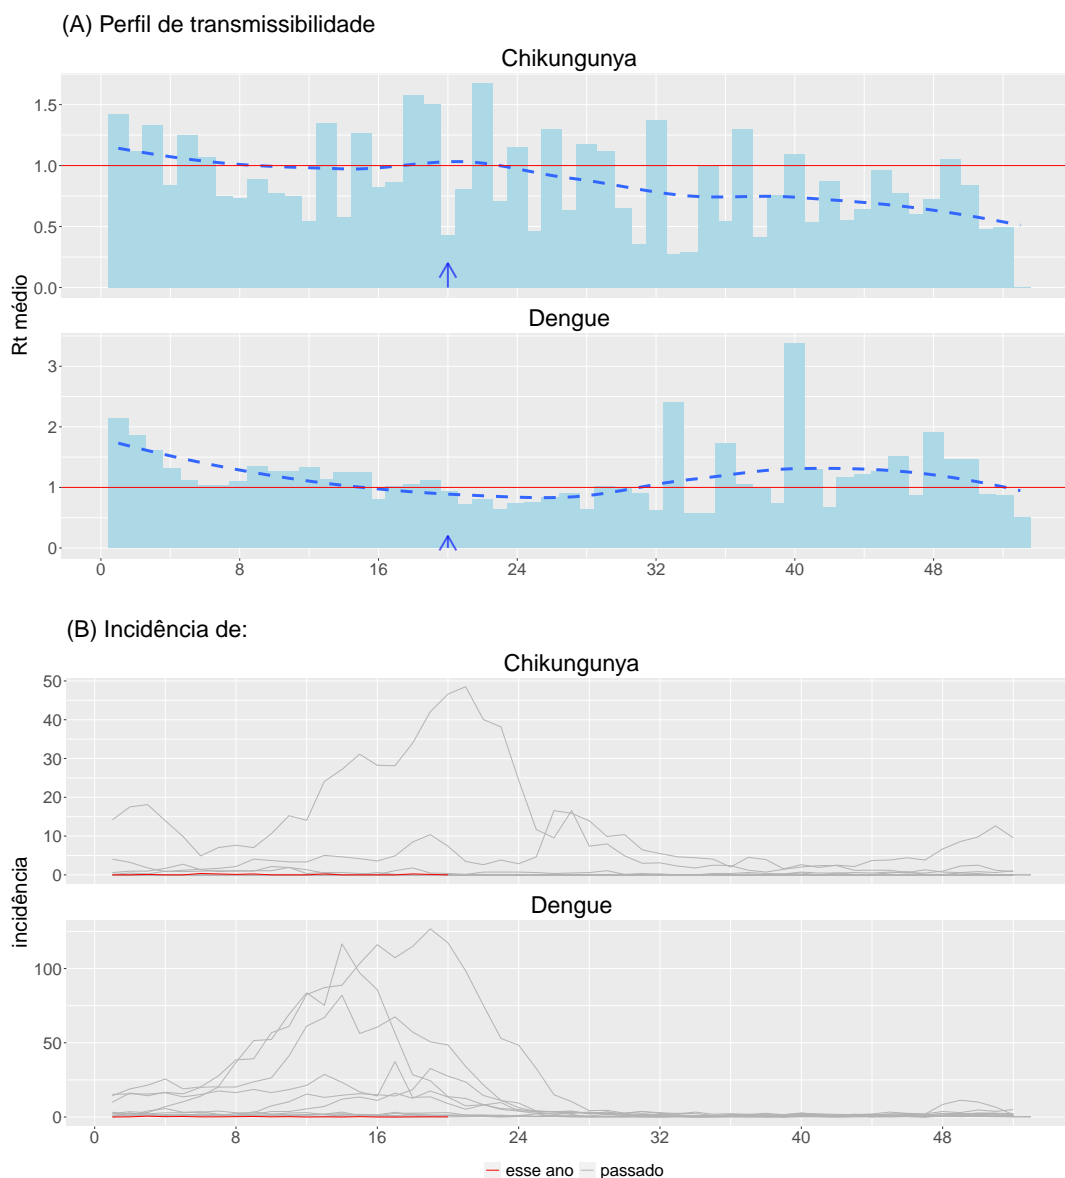 (A) Perfil de transmissibilidade
Chikungunya
1.5
1.0
0.5
0.0
Rt médio
Dengue
3
2
1
0
0 8 16 24 32 40 48
(B) Incidência de:
Chikungunya
50
40
30
20
10
0
incidência
Dengue
100
50
0
0 8 16 24 32 40 48
esse ano passado